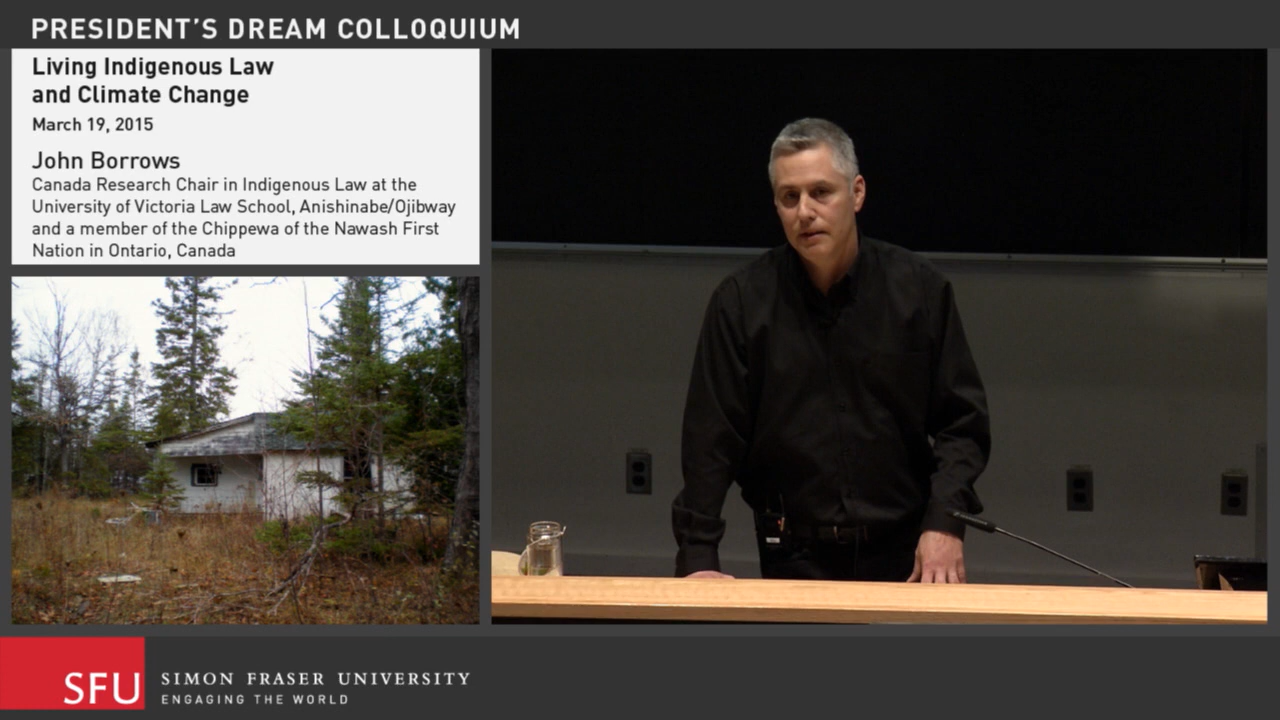 PRESIDENT'S DREAM COLLOQUIUM
Living Indigenous Law
and Climate Change
March 19, 2015
John Borrows
Canada Research Chair in Indigenous Law at the
University of Victoria Law School, Anishinabe/Ojibway
and a member of the Chippewa of the Nawash First
Nation in Ontario, Canada
SFU
SIMON FRASER UNIVERSITY
ENGAGING THE WORLD